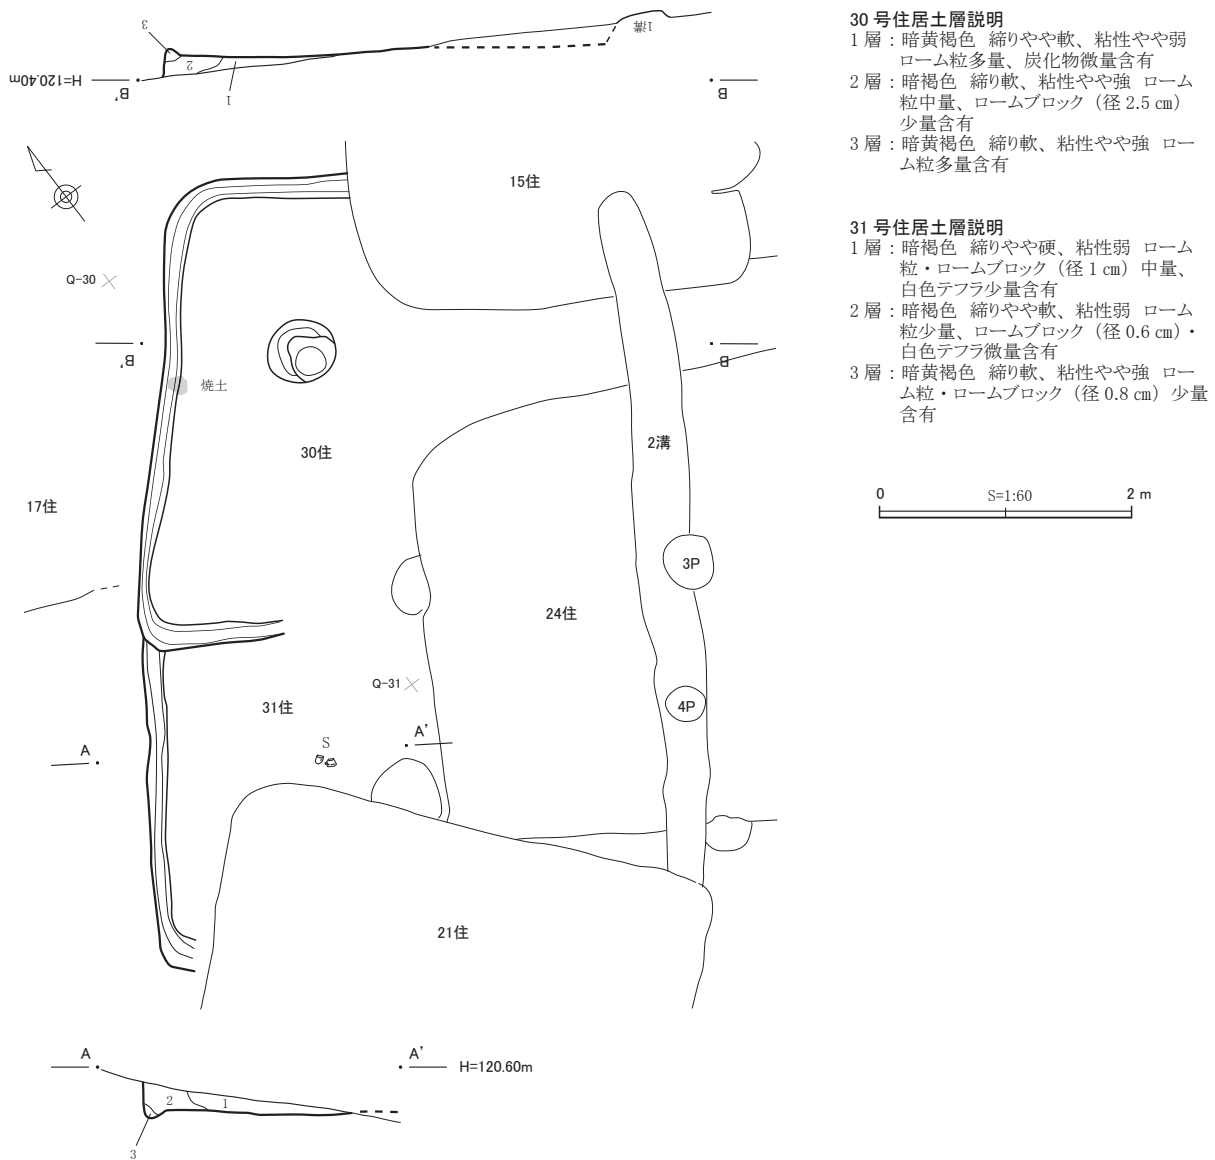 3
1溝
2
H=120.40m
B'
1
B
15住
Q-30
B'
B
焼土
2溝
30住
17住
3P
24住
Q-31
4P
31住
S
A'
A
21住
A
A'
H=120.60m
2
1
3
30 号住居土層説明
1 層：暗黄褐色 締りやや軟、粘性やや弱
ローム粒多量、炭化物微量含有
2 層：暗褐色 締り軟、粘性やや強 ローム
粒中量、ロームブロック（径 2.5 ㎝）
少量含有
3 層：暗黄褐色 締り軟、粘性やや強 ロー
ム粒多量含有
31 号住居土層説明
1 層：暗褐色 締りやや硬、粘性弱 ローム
粒・ロームブロック（径 1 ㎝）中量、
白色テフラ少量含有
2 層：暗褐色 締りやや軟、粘性弱 ローム
粒少量、ロームブロック（径 0.6 ㎝）・
白色テフラ微量含有
3 層：暗黄褐色 締り軟、粘性やや強 ロー
ム粒・ロームブロック（径 0.8 ㎝）少量
含有
0 S=1:60 2 m